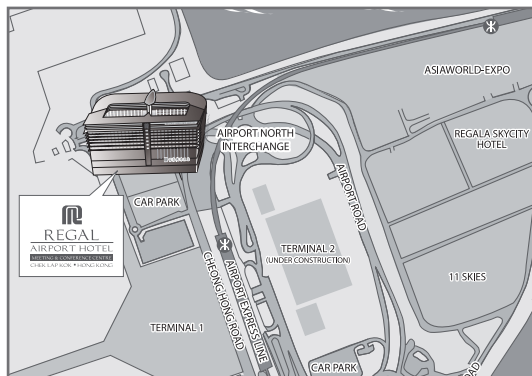 ASIAWORLD-EXPO
REGALA SKYCITY
HOTEL
AIRPORT NORTH
INTERCHANGE
CAR PARK
AIRPORT ROAD
REGAL
AIRPORT HOTEL
MEETING & CONFERENCE CENTRE
CHEK LAP KOK • HONG KONG
TERMINAL 2
(UNDER CONSTRUCTION)
11 SKIES
CHEONG HONG ROAD
AIRPORT EXPRESS LINE
TERMINAL 1
CAR PARK